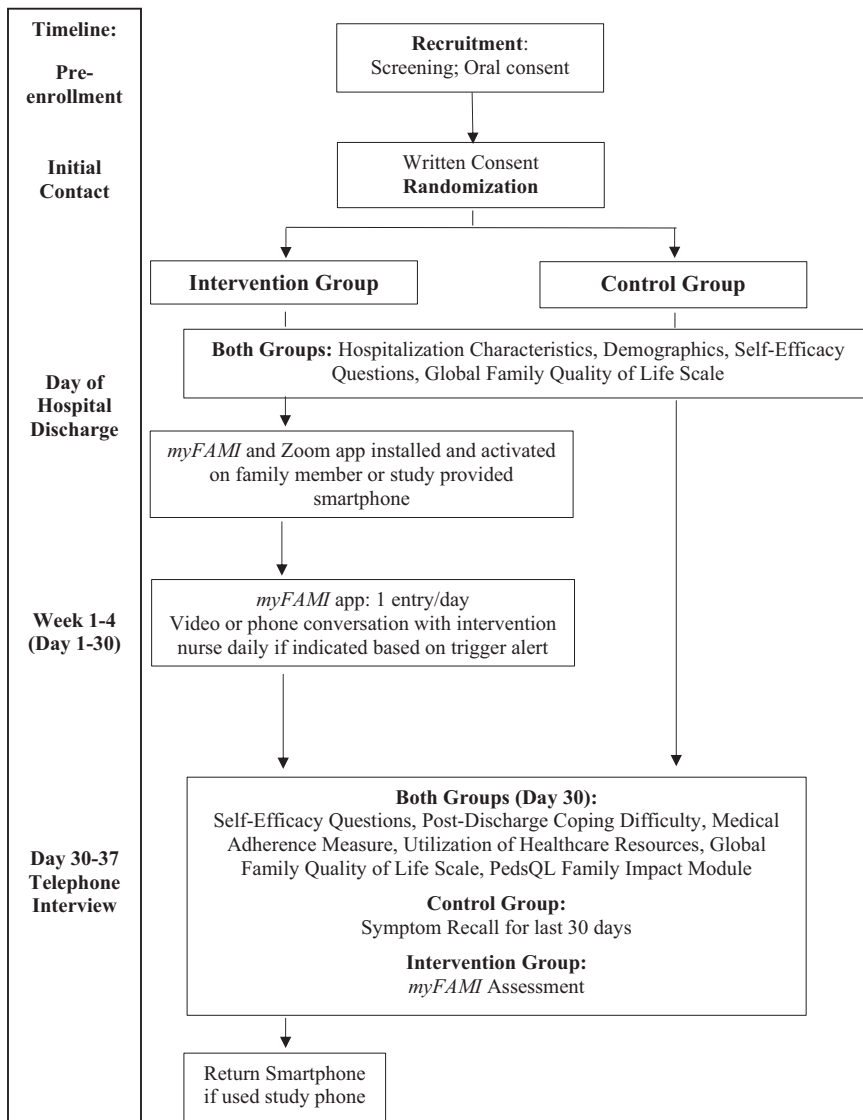 Timeline:
Pre-
enrollment
Recruitment:
Screening; Oral consent
Initial
Contact
Written Consent
Randomization
Intervention Group
Control Group
Day of
Hospital
Discharge
Both Groups: Hospitalization Characteristics, Demographics, Self-Efficacy
Questions, Global Family Quality of Life Scale
myFAMI and Zoom app installed and activated
on family member or study provided
smartphone
Week 1-4
(Day 1-30)
myFAMI app: 1 entry/day
Video or phone conversation with intervention
nurse daily if indicated based on trigger alert
Day 30-37
Telephone
Interview
Both Groups (Day 30):
Self-Efficacy Questions, Post-Discharge Coping Difficulty, Medical
Adherence Measure, Utilization of Healthcare Resources, Global
Family Quality of Life Scale, PedsQL Family Impact Module
Control Group:
Symptom Recall for last 30 days
Intervention Group:
myFAMI Assessment
Return Smartphone
if used study phone